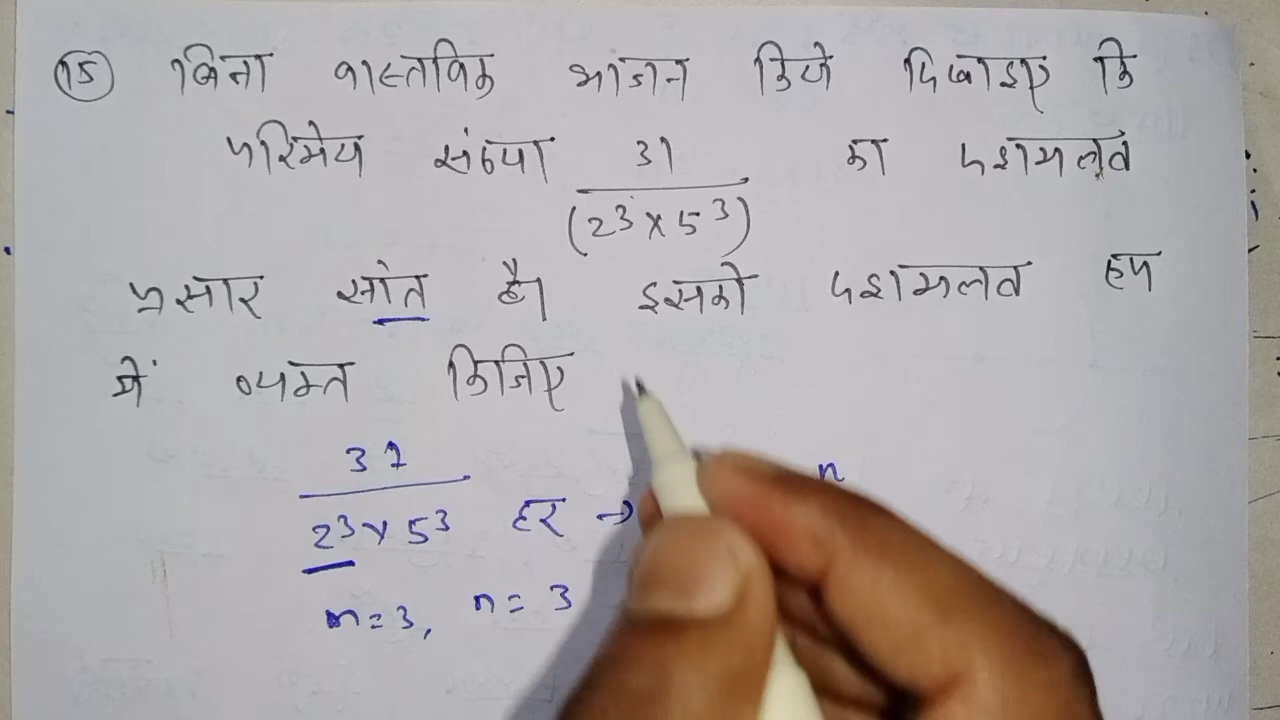 15 बिना वास्तविक भाजन किये दिखाइए कि
परिमेय संख्या 31 का दशमलव
(2³ x 5³)
प्रसार सांत है। इसको दशमलव रूप
में व्यक्त किजिए
31
2³ x 5³ हर → n
m = 3, n = 3